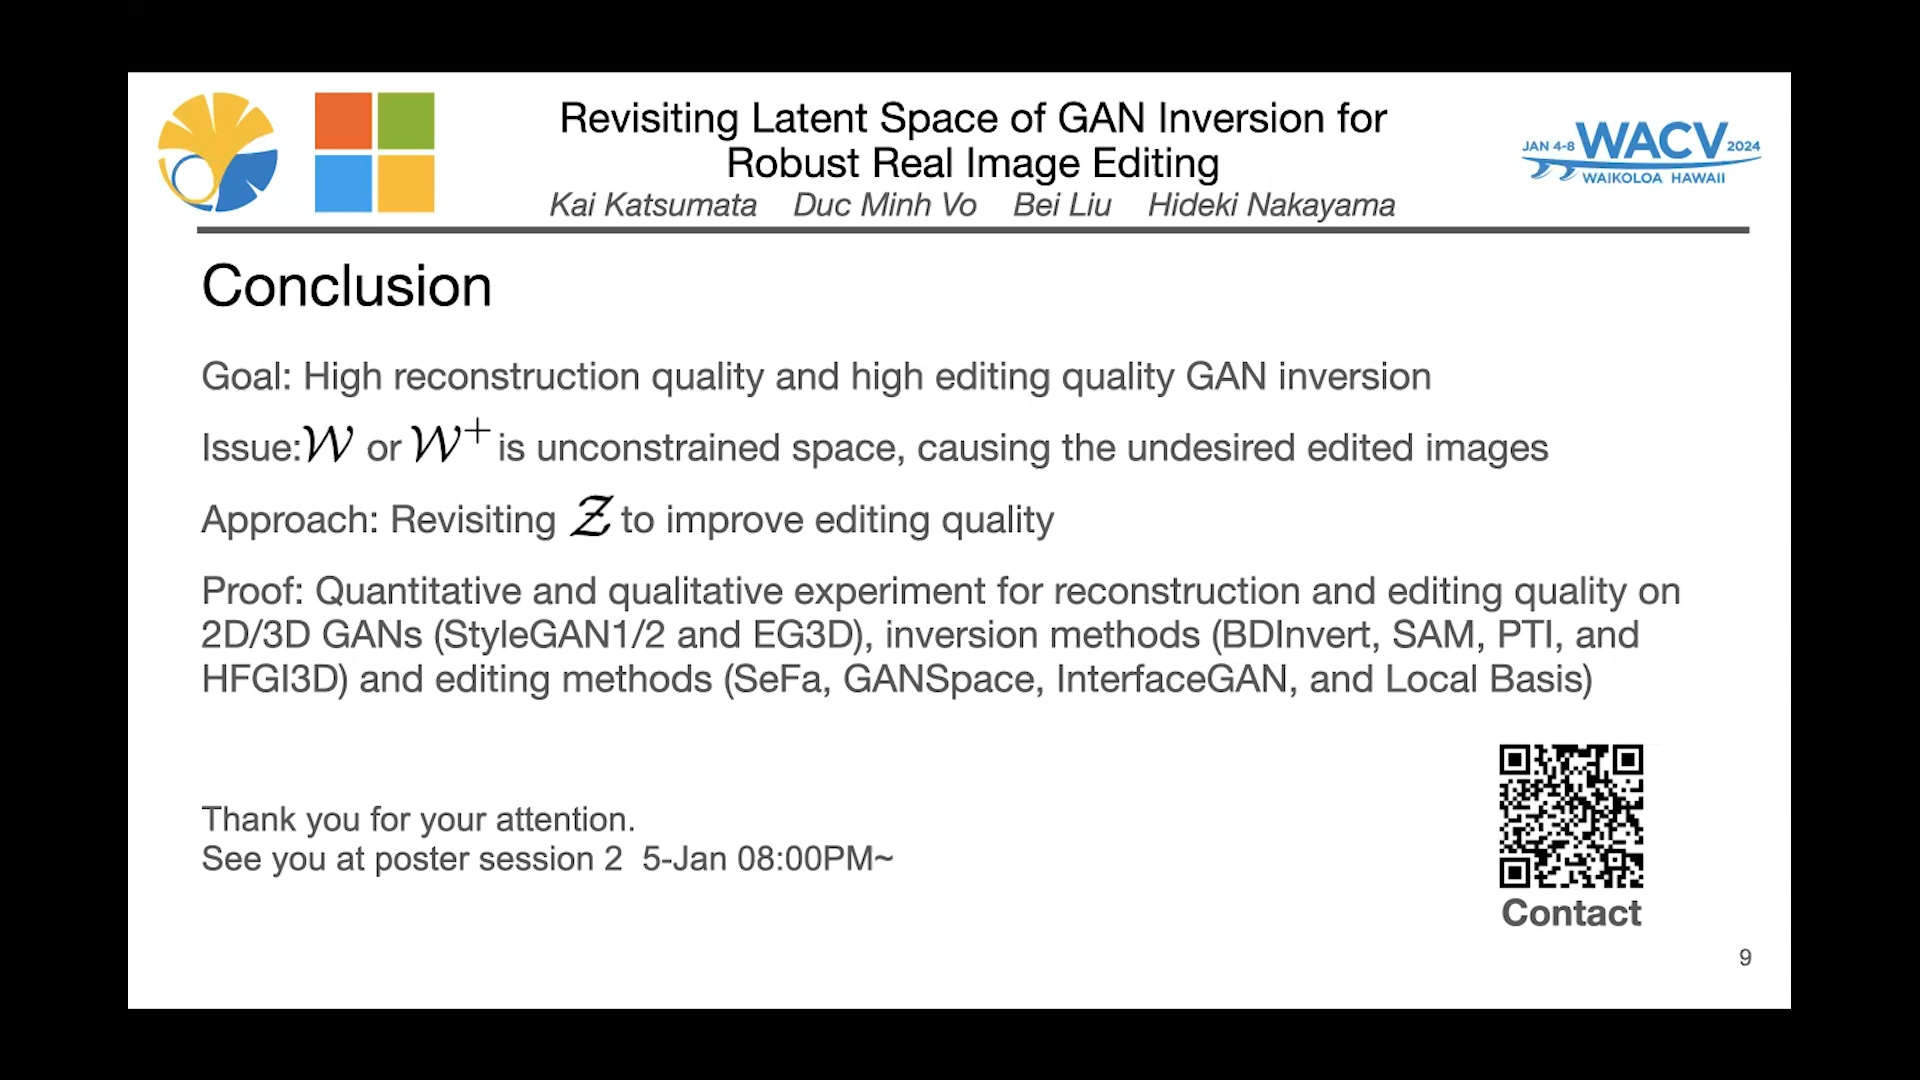 Revisiting Latent Space of GAN Inversion for
Robust Real Image Editing
Kai Katsumata Duc Minh Vo Bei Liu Hideki Nakayama
JAN 4-8 WACV 2024
WAIKOLOA HAWAII
Conclusion
Goal: High reconstruction quality and high editing quality GAN inversion
Issue: 𝒲 or 𝒲⁺ is unconstrained space, causing the undesired edited images
Approach: Revisiting 𝒵 to improve editing quality
Proof: Quantitative and qualitative experiment for reconstruction and editing quality on
2D/3D GANs (StyleGAN1/2 and EG3D), inversion methods (BDInvert, SAM, PTI, and
HFGI3D) and editing methods (SeFa, GANSpace, InterfaceGAN, and Local Basis)
Thank you for your attention.
See you at poster session 2 5-Jan 08:00PM~
Contact
9